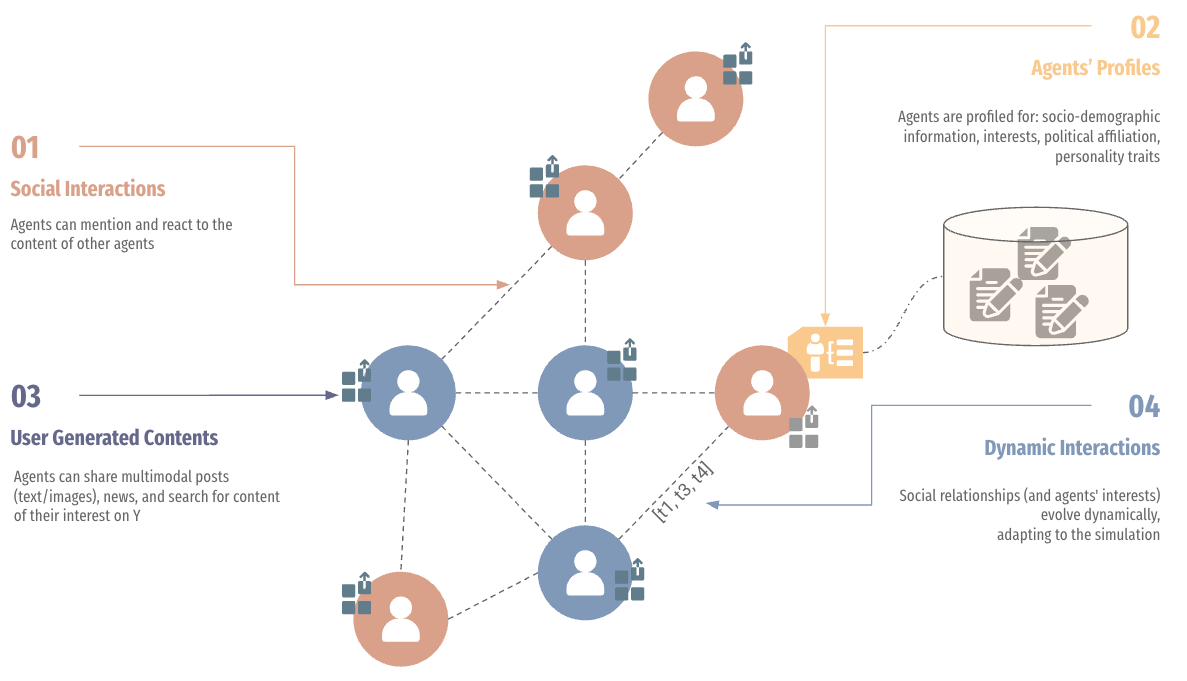 01
Social Interactions
Agents can mention and react to the
content of other agents
02
Agents' Profiles
Agents are profiled for: socio-demographic
information, interests, political affiliation,
personality traits
03
User Generated Contents
Agents can share multimodal posts
(text/images), news, and search for content
of their interest on Y
[t1, t3, t4]
04
Dynamic Interactions
Social relationships (and agents' interests)
evolve dynamically,
adapting to the simulation